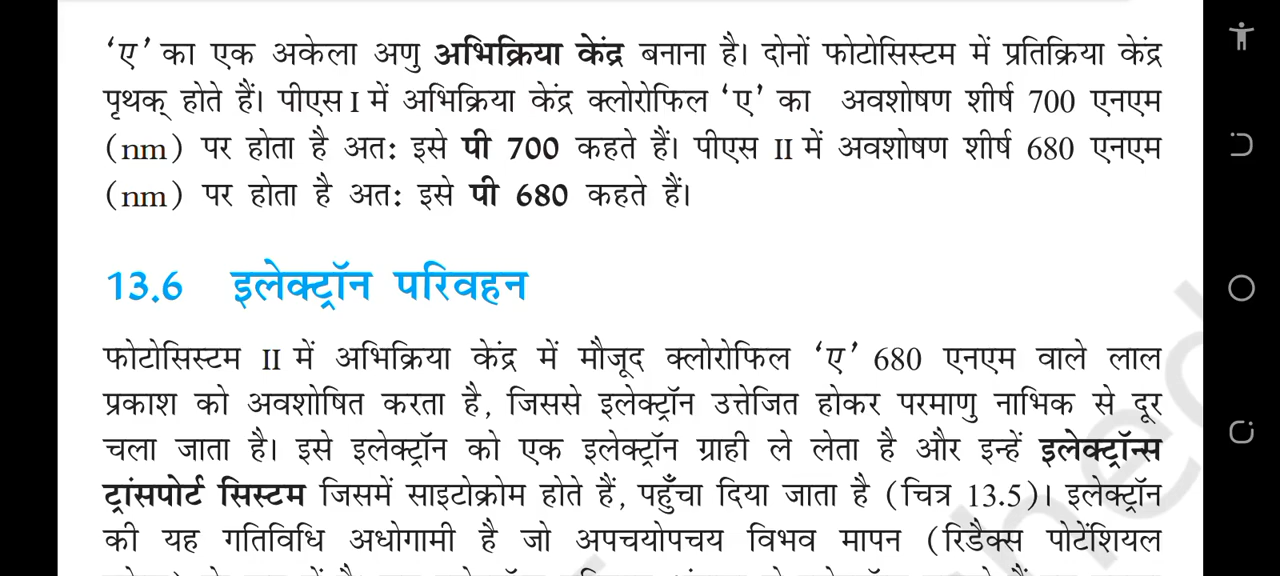 ‘ए’ का एक अकेला अणु अभिक्रिया केंद्र बनाना है। दोनों फोटोसिस्टम में प्रतिक्रिया केंद्र
पृथक् होते हैं। पीएस I में अभिक्रिया केंद्र क्लोरोफिल ‘ए’ का अवशोषण शीर्ष 700 एनएम
(nm) पर होता है अतः इसे पी 700 कहते हैं। पीएस II में अवशोषण शीर्ष 680 एनएम
(nm) पर होता है अतः इसे पी 680 कहते हैं।
13.6 इलेक्ट्रॉन परिवहन
फोटोसिस्टम II में अभिक्रिया केंद्र में मौजूद क्लोरोफिल ‘ए’ 680 एनएम वाले लाल
प्रकाश को अवशोषित करता है, जिससे इलेक्ट्रॉन उत्तेजित होकर परमाणु नाभिक से दूर
चला जाता है। इसे इलेक्ट्रॉन को एक इलेक्ट्रॉन ग्राही ले लेता है और इन्हें इलेक्ट्रॉन्स
ट्रांसपोर्ट सिस्टम जिसमें साइटोक्रोम होते हैं, पहुँचा दिया जाता है (चित्र 13.5)। इलेक्ट्रॉन
की यह गतिविधि अधोगामी है जो अपचयोपचय विभव मापन (रिडैक्स पोटेंशियल